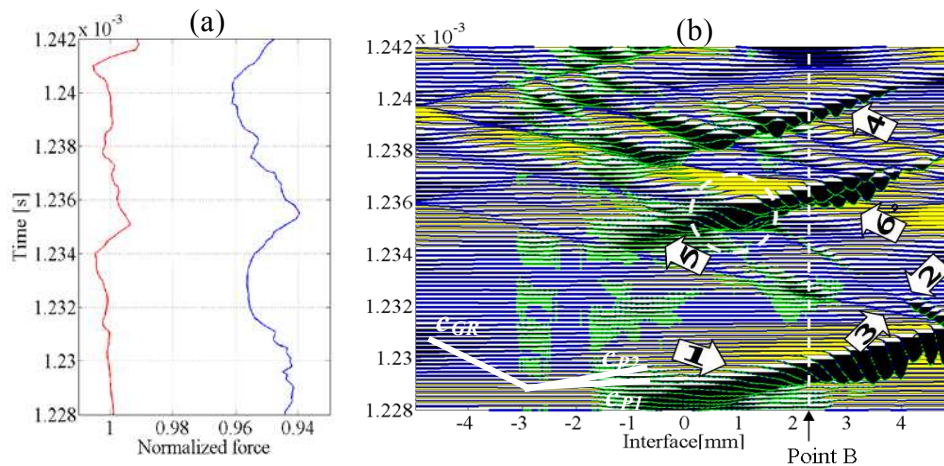 (a)
(b)
x 10⁻³
x 10⁻³
1.242
1.24
1.238
1.236
1.234
1.232
1.23
1.228
Time [s]
1 0.98 0.96 0.94
Normalized force
1.242
1.24
1.238
1.236
1.234
1.232
1.23
1.228
4
6
5
2
3
1
c_GR
c_P2
c_P1
-4 -3 -2 -1 0 1 2 3 4
Interface[mm]
Point B